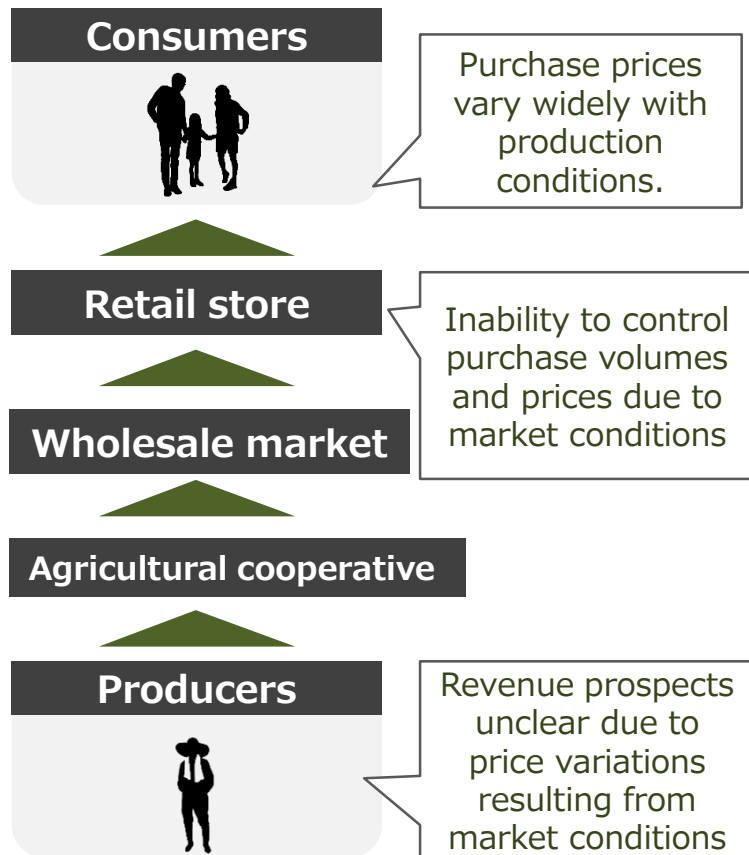 Consumers
Purchase prices
vary widely with
production
conditions.
Retail store
Inability to control
purchase volumes
and prices due to
market conditions
Wholesale market
Agricultural cooperative
Producers
Revenue prospects
unclear due to
price variations
resulting from
market conditions